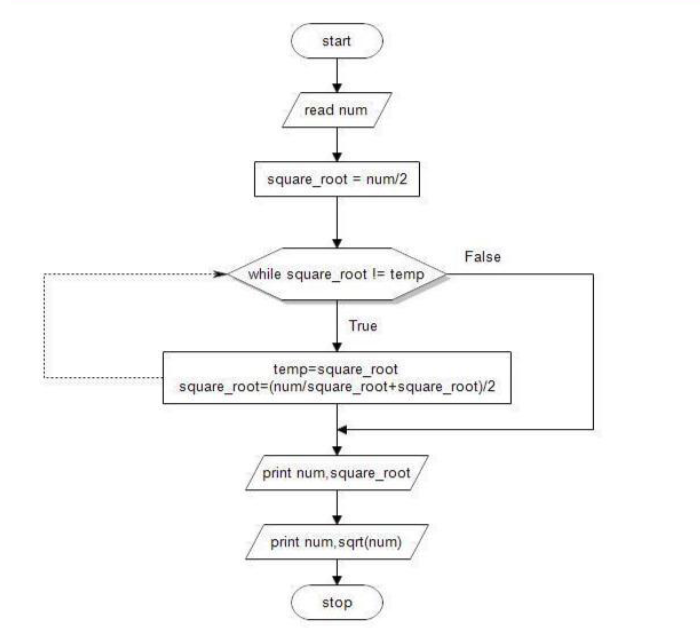 start
read num
square_root = num/2
while square_root != temp
False
True
temp=square_root
square_root=(num/square_root+square_root)/2
print num,square_root
print num,sqrt(num)
stop